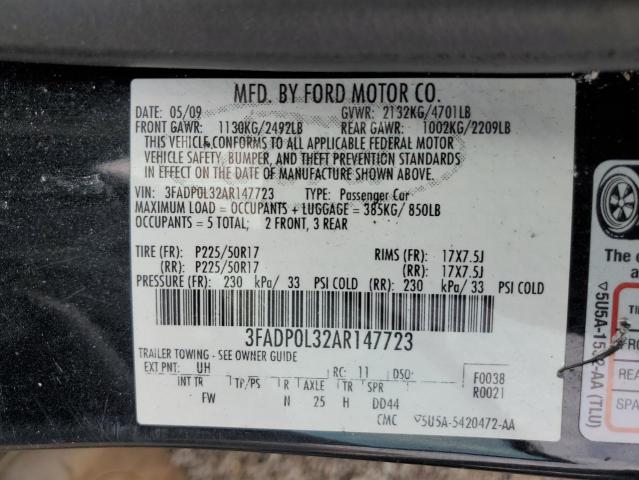 MFD. BY FORD MOTOR CO.
DATE: 05/09 GVWR: 2132KG/4701LB
FRONT GAWR: 1130KG/2492LB REAR GAWR: 1002KG/2209LB
THIS VEHICLE CONFORMS TO ALL APPLICABLE FEDERAL MOTOR
VEHICLE SAFETY, BUMPER, AND THEFT PREVENTION STANDARDS
IN EFFECT ON THE DATE OF MANUFACTURE SHOWN ABOVE.
VIN: 3FADP0L32AR147723 TYPE: Passenger Car
MAXIMUM LOAD = OCCUPANTS + LUGGAGE = 385KG/ 850LB
OCCUPANTS = 5 TOTAL; 2 FRONT, 3 REAR
TIRE (FR): P225/50R17 RIMS (FR): 17X7.5J
(RR): P225/50R17 (RR): 17X7.5J
PRESSURE (FR): 230 kPa/ 33 PSI COLD (RR): 230 kPa/ 33 PSI COLD
3FADP0L32AR147723
TRAILER TOWING - SEE OWNER GUIDE
EXT PNT: UH RC: 11 DSO: F0038
INT TR TP/PS R AXLE TR SPR R0021
FW N 25 H DD44
CMC ▽5U5A-5420472-AA
The c
a
▽5U5A-15 -AA (TLU)
TI
RO
REA
SPA